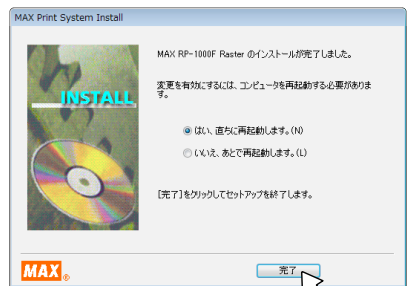 MAX Print System Install
MAX RP-1000F Raster のインストールが完了しました。
変更を有効にするには、コンピュータを再起動する必要がありま
す。
INSTALL
はい、直ちに再起動します。(N)
いいえ、あとで再起動します。(L)
[完了]をクリックしてセットアップを終了します。
MAX®
完了